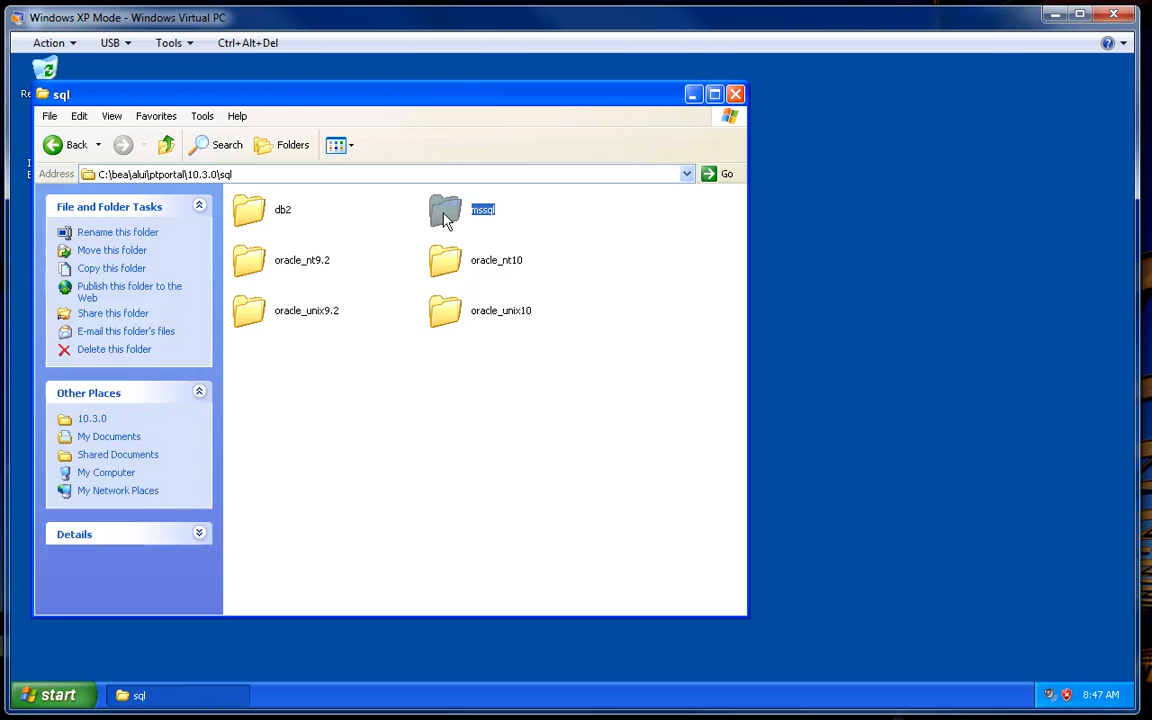 Windows XP Mode - Windows Virtual PC
Action USB Tools Ctrl+Alt+Del
sql
File Edit View Favorites Tools Help
Back Search Folders
Address C:\bea\alui\ptportal\10.3.0\sql Go
File and Folder Tasks
Rename this folder
Move this folder
Copy this folder
Publish this folder to the
Web
Share this folder
E-mail this folder's files
Delete this folder
Other Places
10.3.0
My Documents
Shared Documents
My Computer
My Network Places
Details
db2 mssql
oracle_nt9.2 oracle_nt10
oracle_unix9.2 oracle_unix10
start sql 8:47 AM